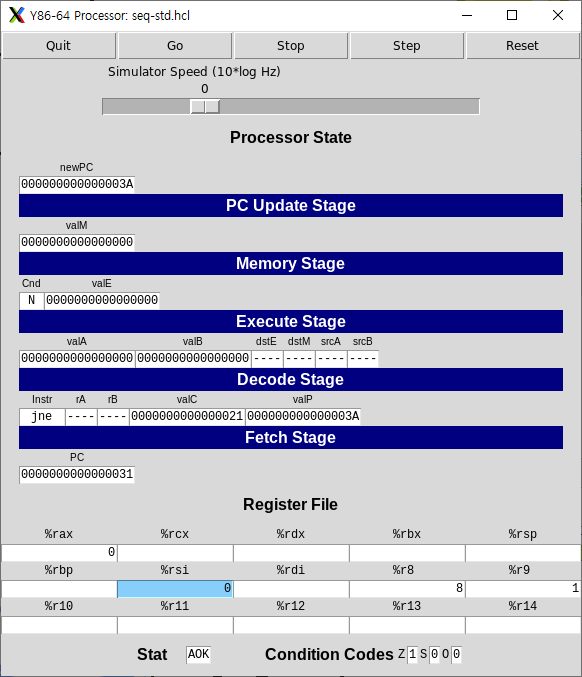 Y86-64 Processor: seq-std.hcl
Quit Go Stop Step Reset
Simulator Speed (10*log Hz)
0
Processor State
newPC
000000000000003A
PC Update Stage
valM
0000000000000000
Memory Stage
Cnd valE
N 0000000000000000
Execute Stage
valA valB dstE dstM srcA srcB
0000000000000000 0000000000000000 ---- ---- ---- ----
Decode Stage
Instr rA rB valC valP
jne ---- ---- 0000000000000021 000000000000003A
Fetch Stage
PC
0000000000000031
Register File
%rax %rcx %rdx %rbx %rsp
0
%rbp %rsi %rdi %r8 %r9
0 8 1
%r10 %r11 %r12 %r13 %r14
Stat AOK Condition Codes Z 1 S 0 O 0